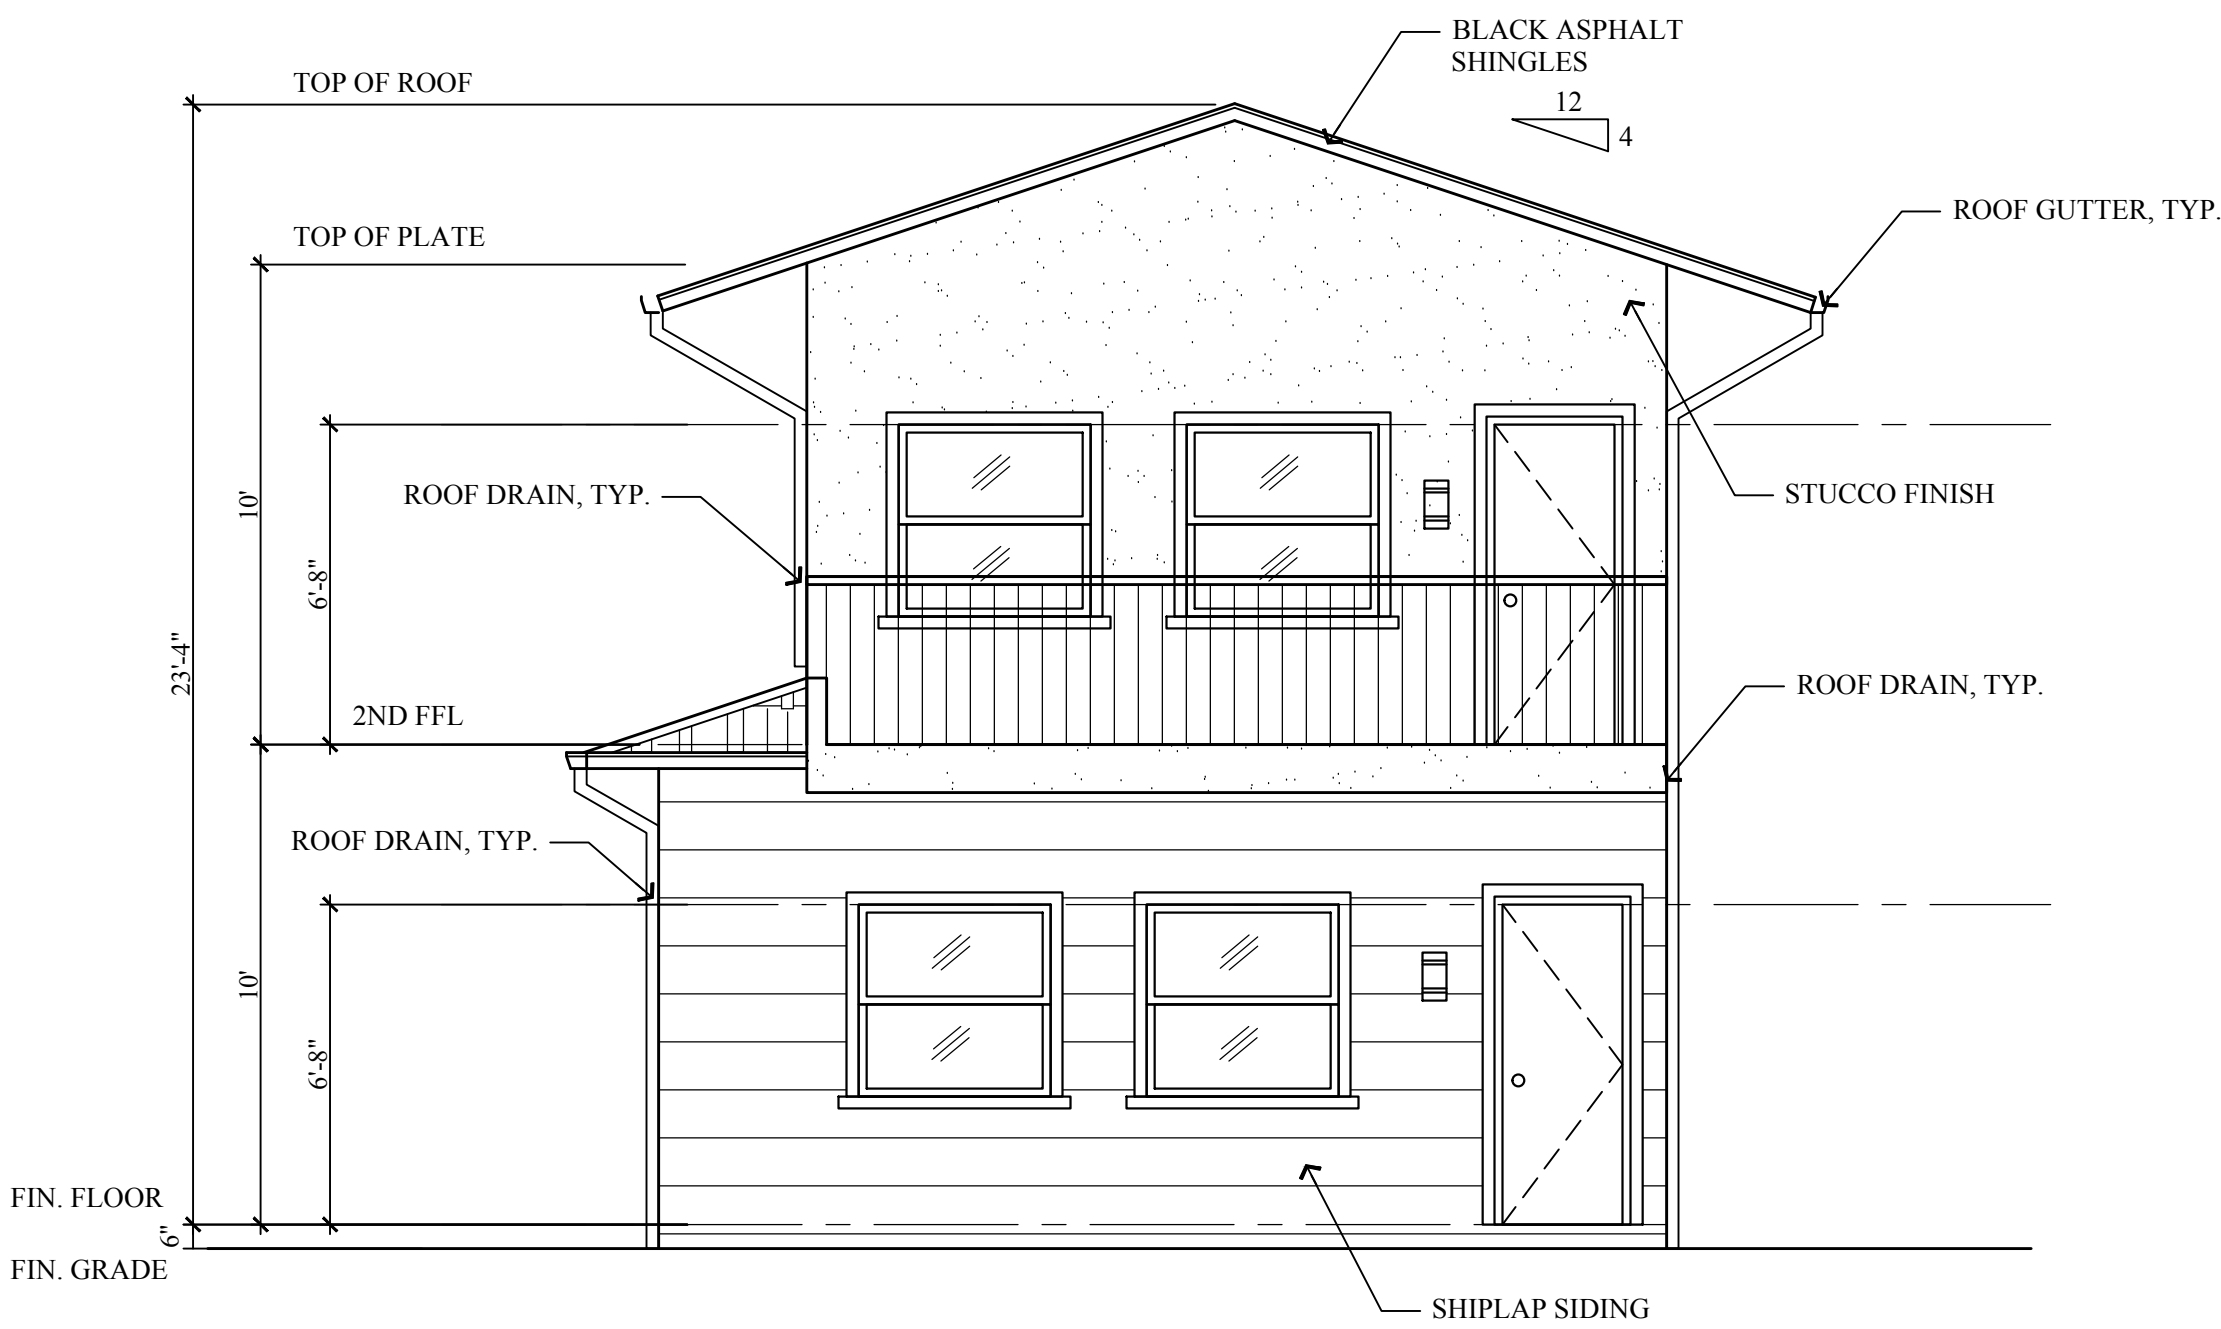 BLACK ASPHALT
SHINGLES
TOP OF ROOF
12
4
ROOF GUTTER, TYP.
TOP OF PLATE
ROOF DRAIN, TYP.
STUCCO FINISH
10'
6'-8"
23'-4"
ROOF DRAIN, TYP.
2ND FFL
ROOF DRAIN, TYP.
10'
6'-8"
FIN. FLOOR
6"
FIN. GRADE
SHIPLAP SIDING